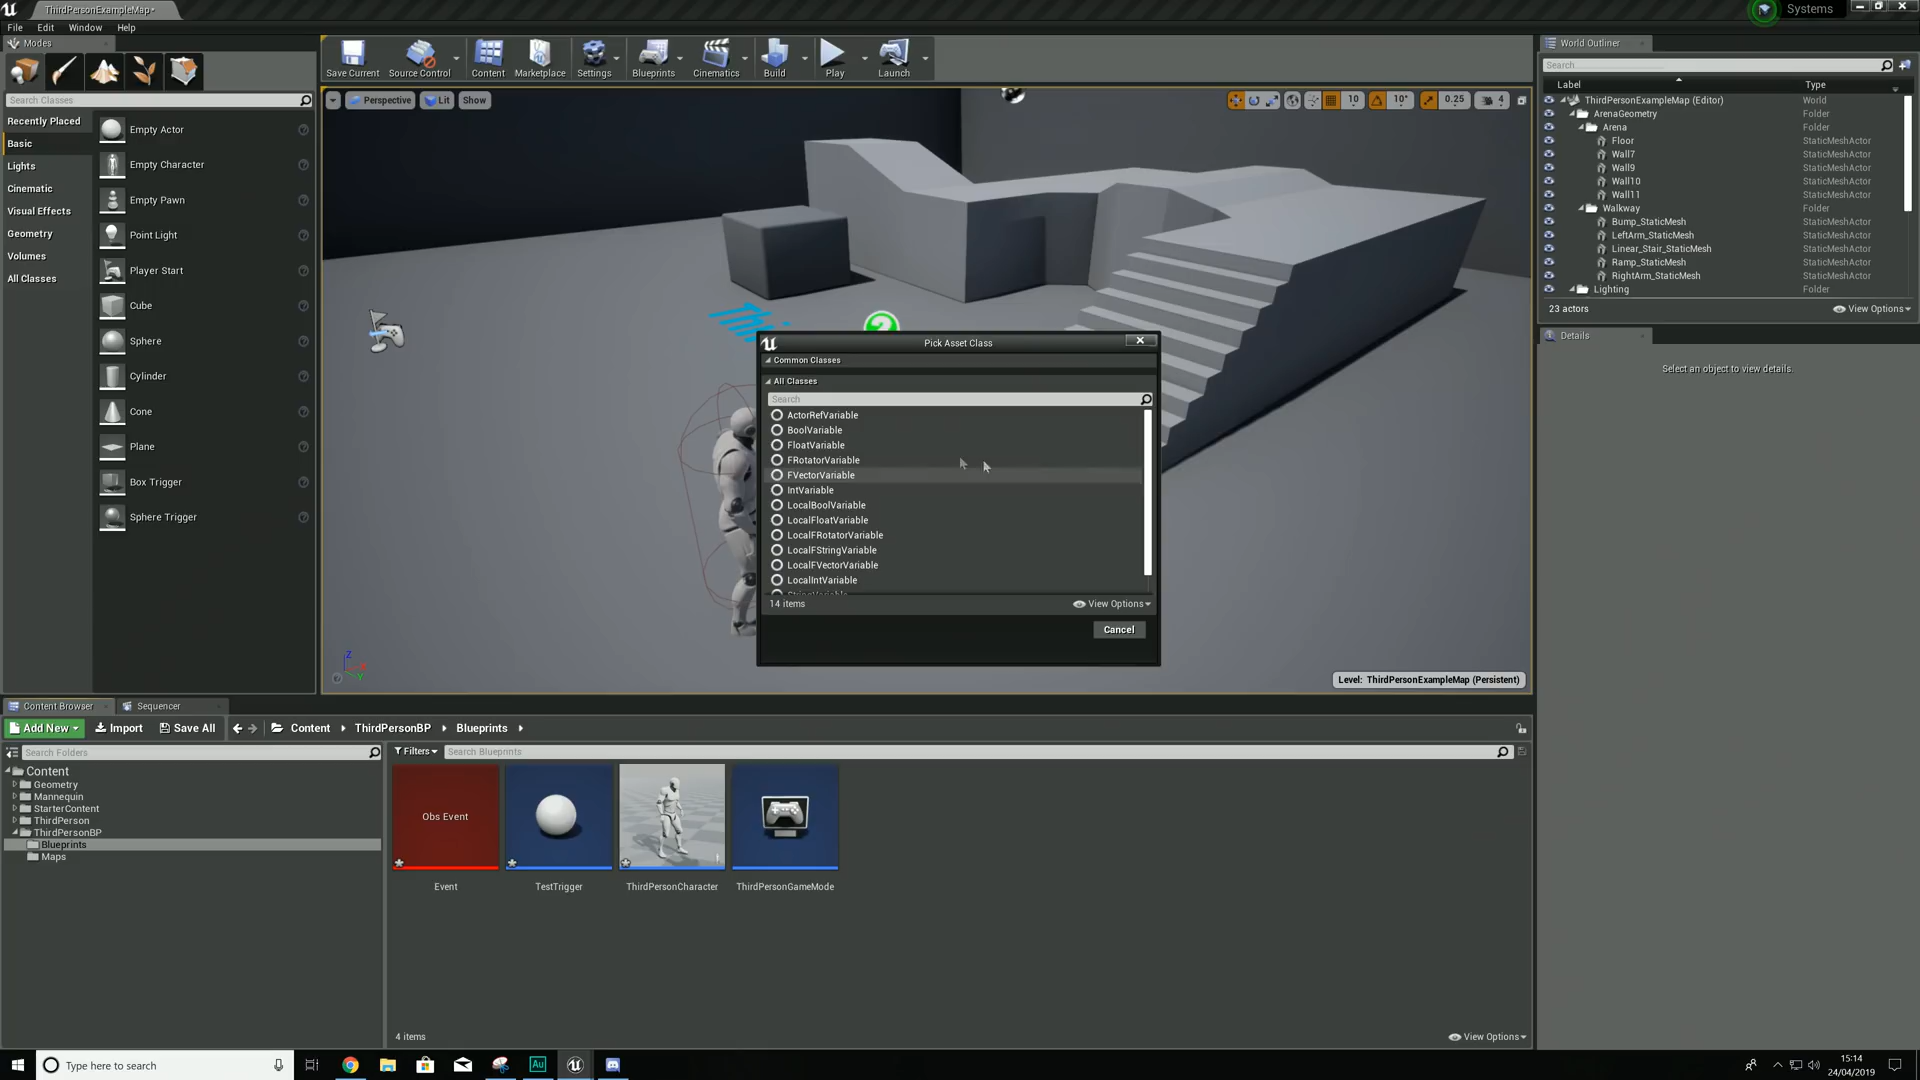 ThirdPersonExampleMap*
Systems
File Edit Window Help
Modes
Search Classes
Recently Placed
Basic
Lights
Cinematic
Visual Effects
Geometry
Volumes
All Classes
Empty Actor
Empty Character
Empty Pawn
Point Light
Player Start
Cube
Sphere
Cylinder
Cone
Plane
Box Trigger
Sphere Trigger
Save Current Source Control Content Marketplace Settings Blueprints Cinematics Build Play Launch
Perspective Lit Show
10 10° 0.25 4
Pick Asset Class
Common Classes
All Classes
Search
ActorRefVariable
BoolVariable
FloatVariable
FRotatorVariable
FVectorVariable
IntVariable
LocalBoolVariable
LocalFloatVariable
LocalFRotatorVariable
LocalFStringVariable
LocalFVectorVariable
LocalIntVariable
StringVariable
14 items View Options
Cancel
Z
X
Y
Level: ThirdPersonExampleMap (Persistent)
World Outliner
Search...
Label Type
ThirdPersonExampleMap (Editor) World
ArenaGeometry Folder
Arena Folder
Floor StaticMeshActor
Wall7 StaticMeshActor
Wall9 StaticMeshActor
Wall10 StaticMeshActor
Wall11 StaticMeshActor
Walkway Folder
Bump_StaticMesh StaticMeshActor
LeftArm_StaticMesh StaticMeshActor
Linear_Stair_StaticMesh StaticMeshActor
Ramp_StaticMesh StaticMeshActor
RightArm_StaticMesh StaticMeshActor
Lighting Folder
23 actors View Options
Details
Select an object to view details.
Content Browser Sequencer
Add New Import Save All Content ThirdPersonBP Blueprints
Search Folders
Filters Search Blueprints
Content
Geometry
Mannequin
StarterContent
ThirdPerson
ThirdPersonBP
Blueprints
Maps
Obs Event
Event TestTrigger ThirdPersonCharacter ThirdPersonGameMode
4 items View Options
Type here to search
Au
15:14
24/04/2019